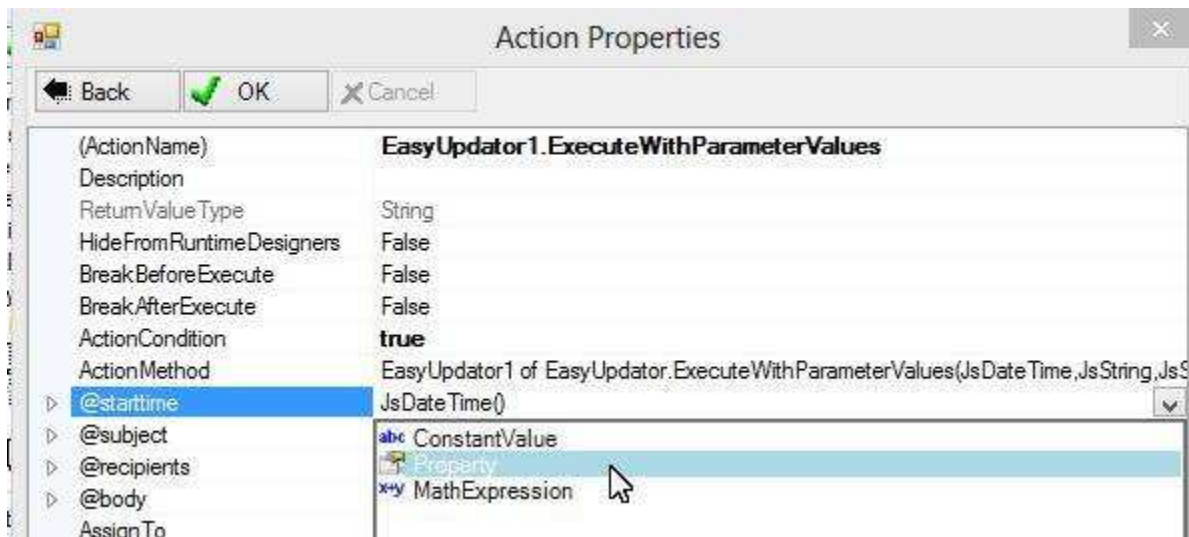 Action Properties
Back OK Cancel
(ActionName) EasyUpdator1.ExecuteWithParameterValues
Description
ReturnValueType String
HideFromRuntimeDesigners False
BreakBeforeExecute False
BreakAfterExecute False
ActionCondition true
ActionMethod EasyUpdator1 of EasyUpdator.ExecuteWithParameterValues(JsDateTime,JsString,JsS
@starttime JsDateTime()
@subject abc ConstantValue
@recipients Property
@body x+y MathExpression
AssignTo